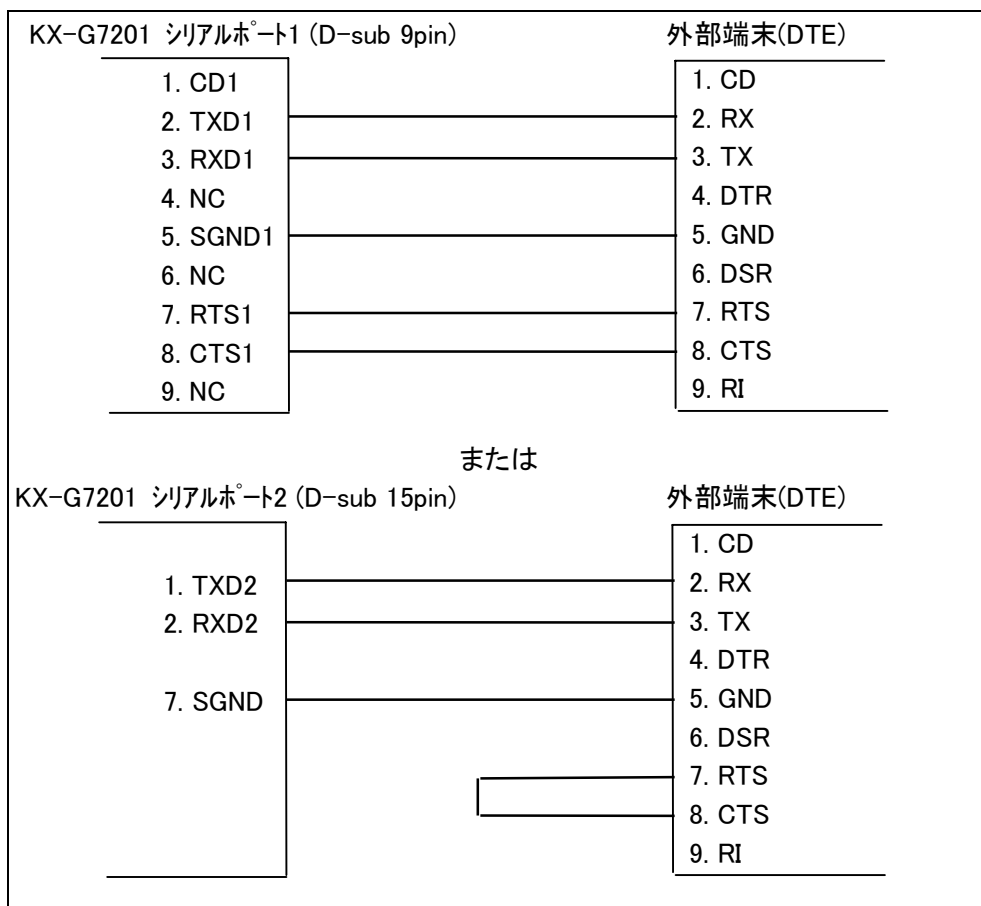 KX-G7201 シリアルポート1 (D-sub 9pin)
外部端末(DTE)
1. CD1
2. TXD1
3. RXD1
4. NC
5. SGND1
6. NC
7. RTS1
8. CTS1
9. NC
1. CD
2. RX
3. TX
4. DTR
5. GND
6. DSR
7. RTS
8. CTS
9. RI
または
KX-G7201 シリアルポート2 (D-sub 15pin)
外部端末(DTE)
1. TXD2
2. RXD2
7. SGND
1. CD
2. RX
3. TX
4. DTR
5. GND
6. DSR
7. RTS
8. CTS
9. RI